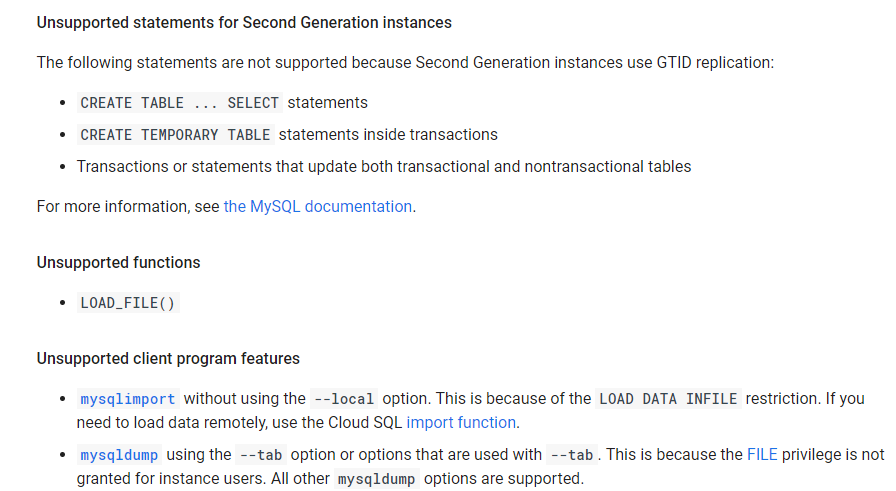 Unsupported statements for Second Generation instances
The following statements are not supported because Second Generation instances use GTID replication:
• CREATE TABLE ... SELECT statements
• CREATE TEMPORARY TABLE statements inside transactions
• Transactions or statements that update both transactional and nontransactional tables
For more information, see the MySQL documentation.
Unsupported functions
• LOAD_FILE()
Unsupported client program features
• mysqlimport without using the --local option. This is because of the LOAD DATA INFILE restriction. If you
need to load data remotely, use the Cloud SQL import function.
• mysqldump using the --tab option or options that are used with --tab. This is because the FILE privilege is not
granted for instance users. All other mysqldump options are supported.